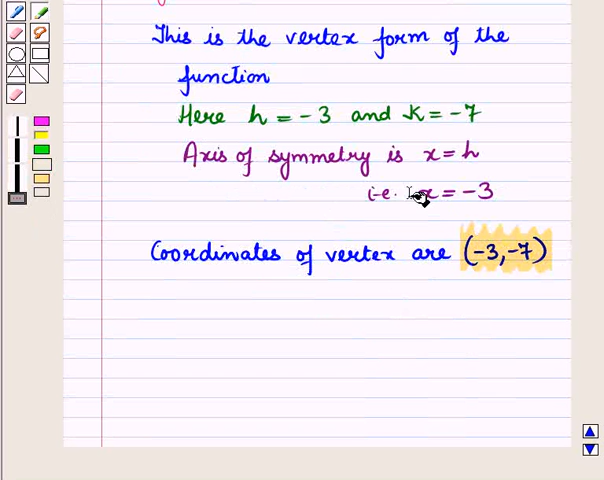 This is the vertex form of the
function
Here h = -3 and K = -7
Axis of symmetry is x = h
i.e. x = -3
Coordinates of vertex are (-3,-7)